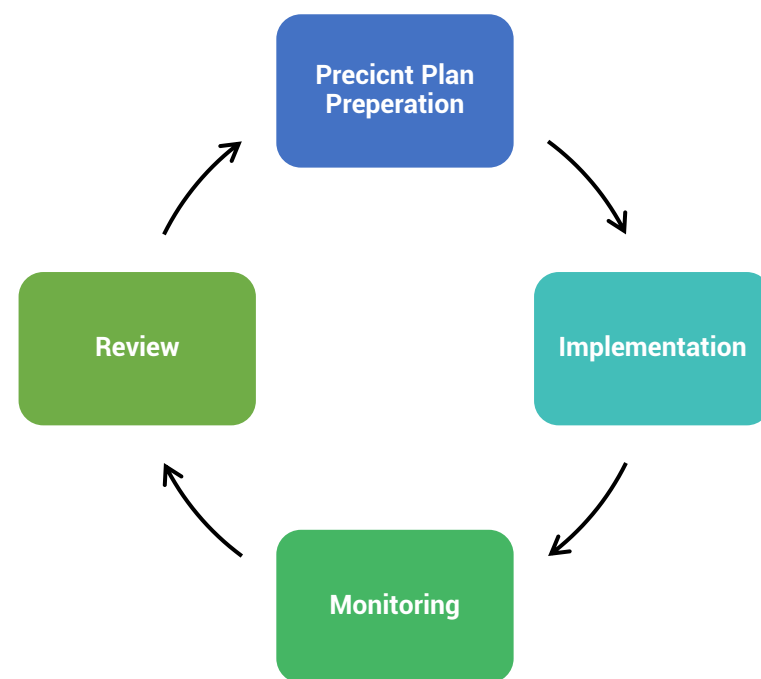 Precicnt Plan
Preperation
Implementation
Monitoring
Review